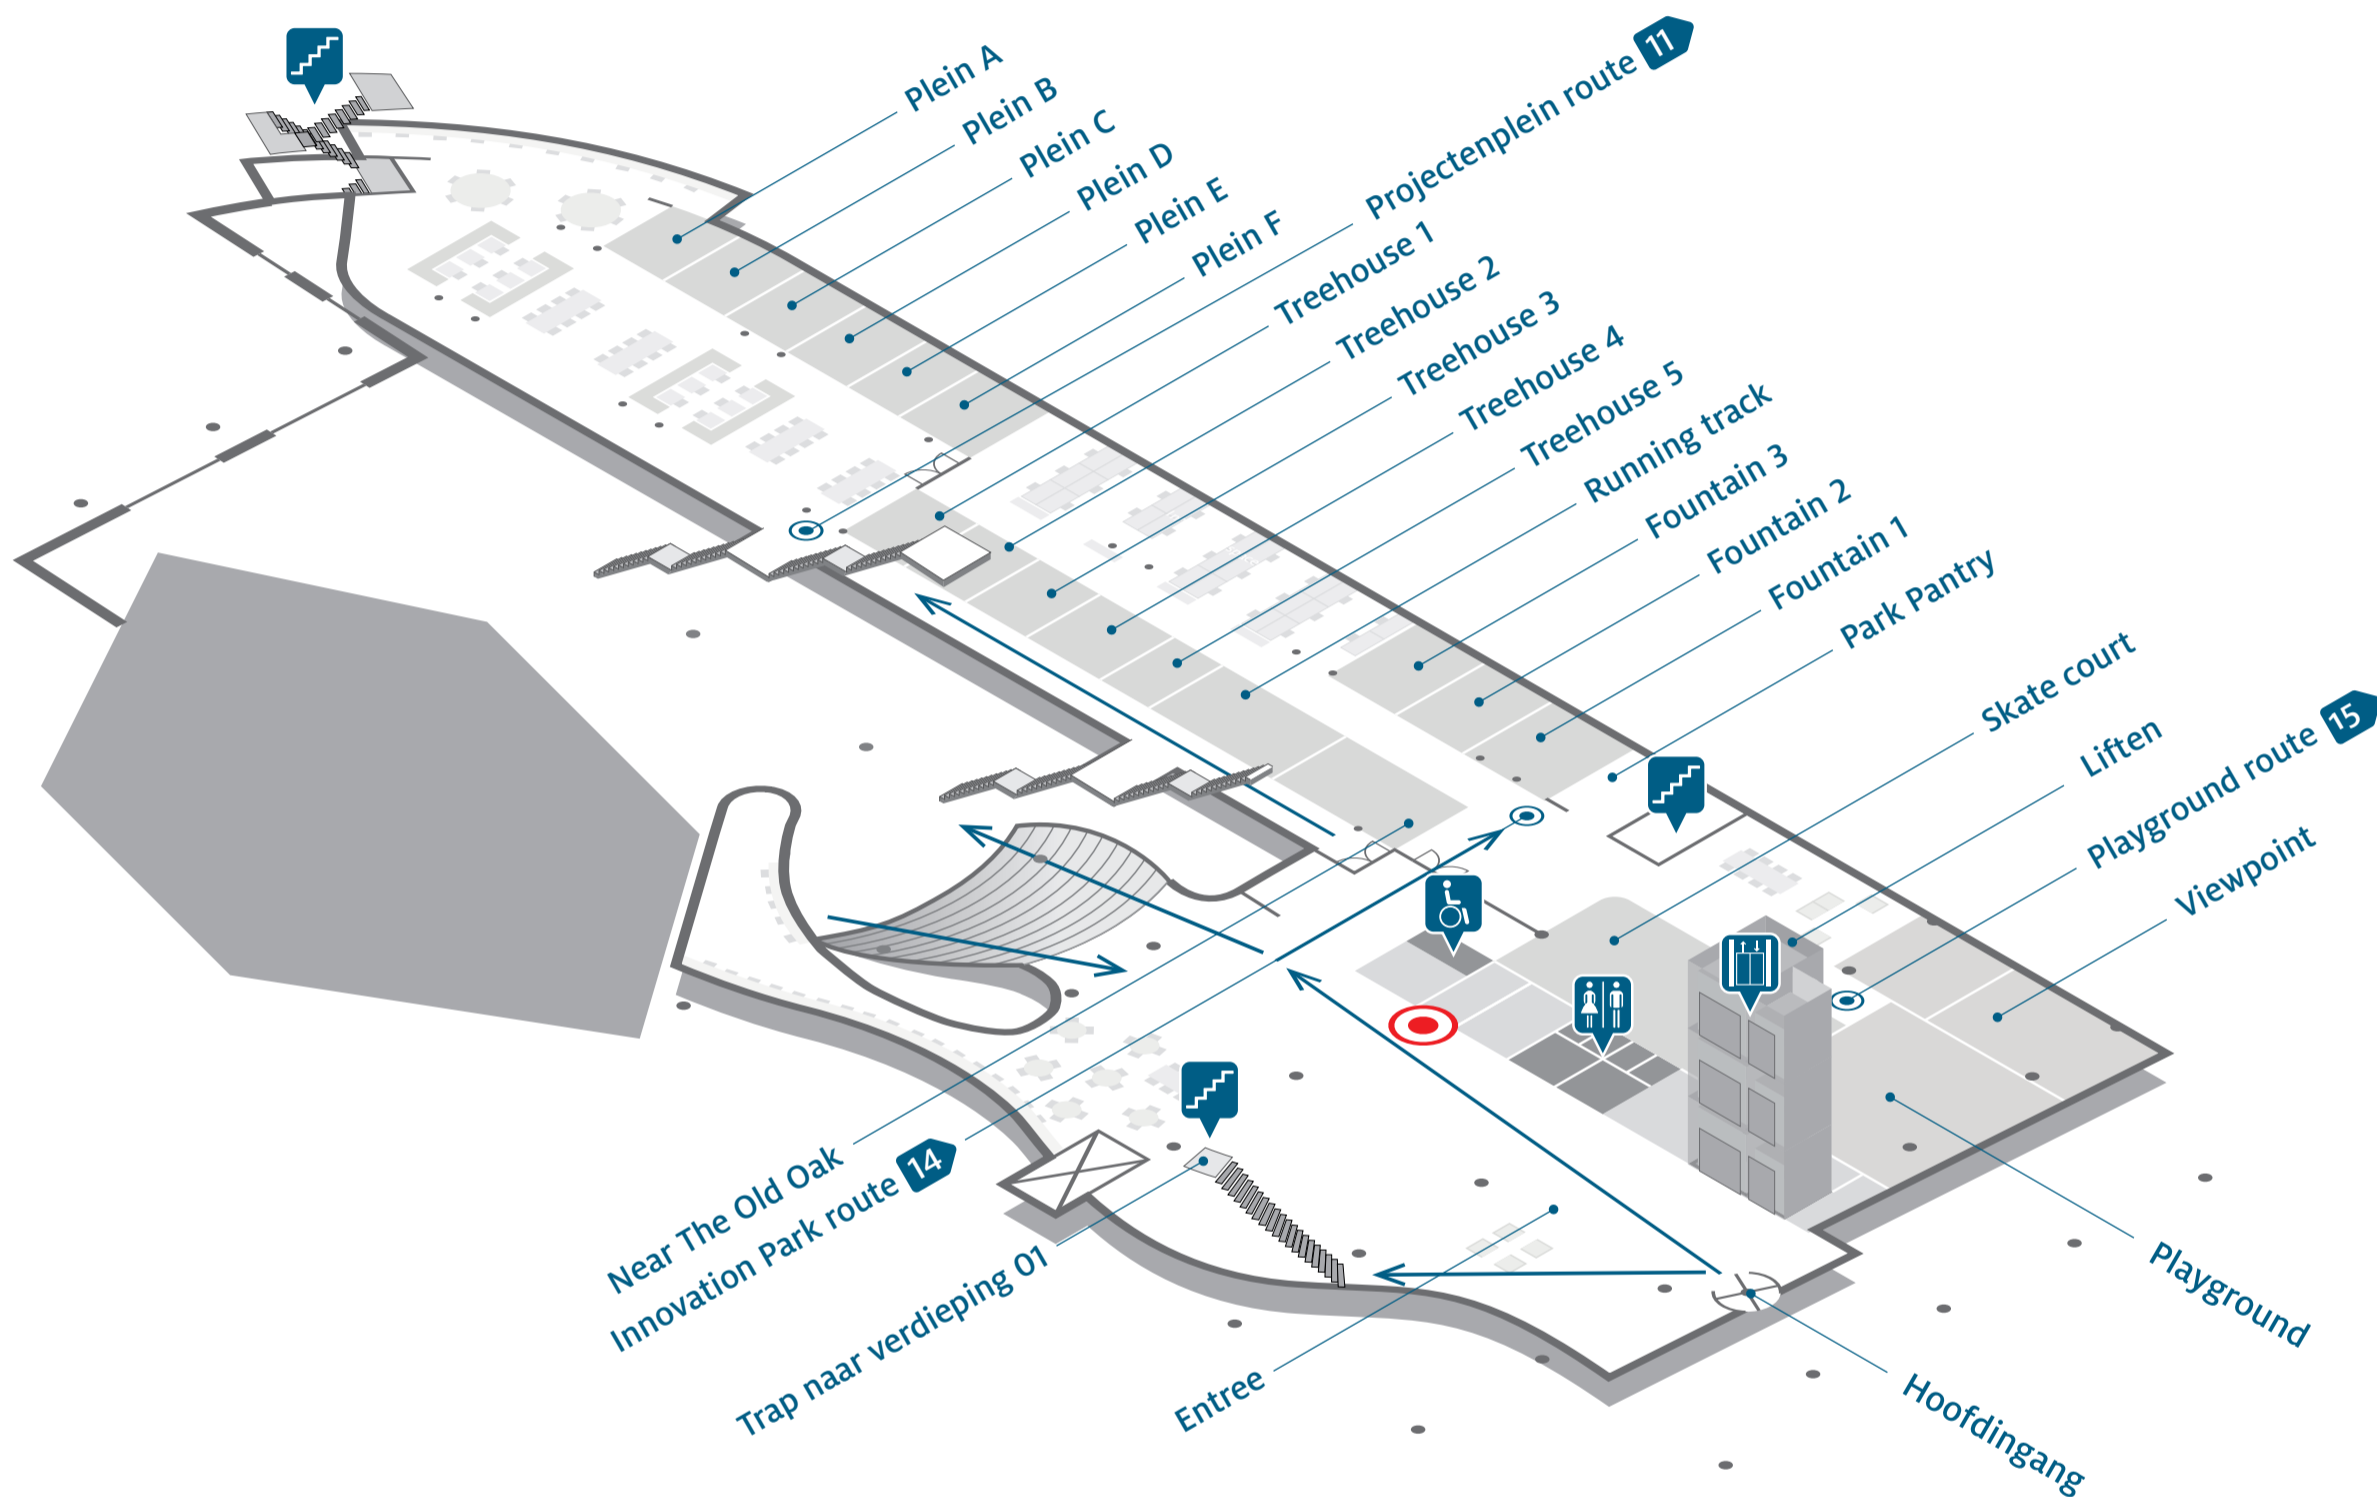 Plein A
Plein B
Plein C
Plein D
Plein E
Plein F
Projectenplein route 11
Treehouse 1
Treehouse 2
Treehouse 3
Treehouse 4
Treehouse 5
Running track
Fountain 3
Fountain 2
Fountain 1
Park Pantry
Skate court
Liften
Playground route 15
Viewpoint
Near The Old Oak
Innovation Park route 14
Trap naar verdieping 01
Entree
Playground
Hoofdingang